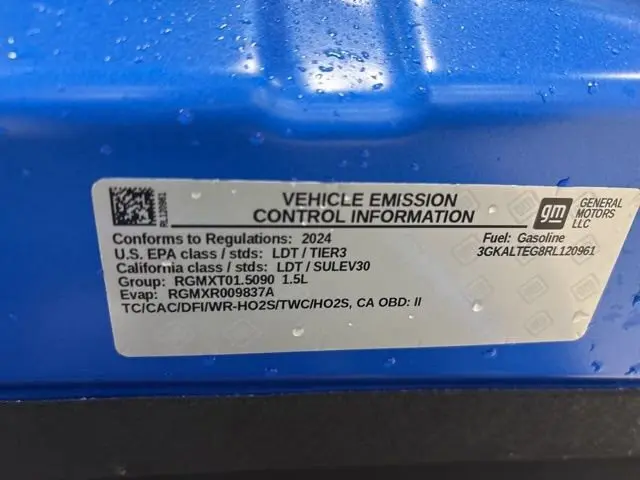 RL120961
VEHICLE EMISSION
CONTROL INFORMATION
gm
GENERAL
MOTORS
LLC
Conforms to Regulations: 2024
Fuel: Gasoline
U.S. EPA class / stds: LDT / TIER3
3GKALTEG8RL120961
California class / stds: LDT / SULEV30
Group: RGMXT01.5090 1.5L
Evap: RGMXR009837A
TC/CAC/DFI/WR-HO2S/TWC/HO2S, CA OBD: II